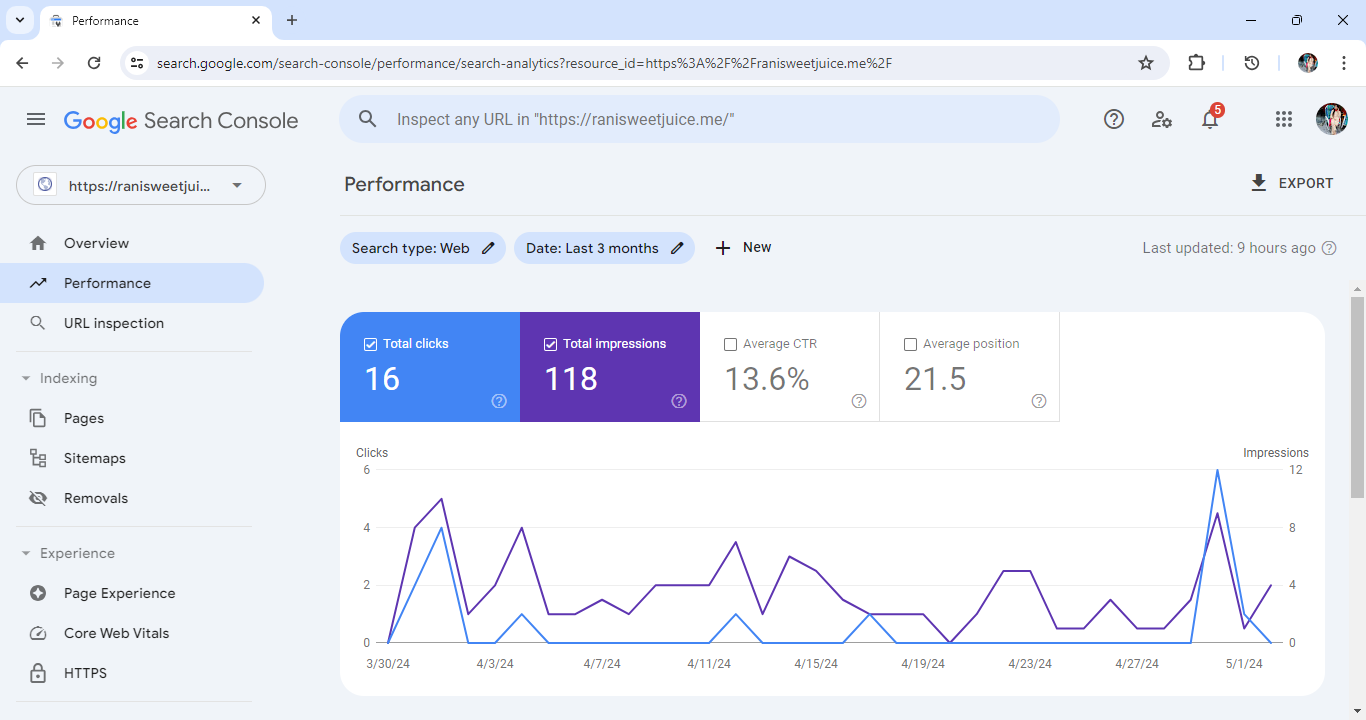 Performance
search.google.com/search-console/performance/search-analytics?resource_id=https%3A%2F%2Franisweetjuice.me%2F
Google Search Console
Inspect any URL in "https://ranisweetjuice.me/"
5
https://ranisweetjui...
Performance
EXPORT
Overview
Performance
URL inspection
Indexing
Pages
Sitemaps
Removals
Experience
Page Experience
Core Web Vitals
HTTPS
Search type: Web
Date: Last 3 months
New
Last updated: 9 hours ago
Total clicks
16
Total impressions
118
Average CTR
13.6%
Average position
21.5
Clicks
Impressions
6
12
4
8
2
4
0
0
3/30/24 4/3/24 4/7/24 4/11/24 4/15/24 4/19/24 4/23/24 4/27/24 5/1/24